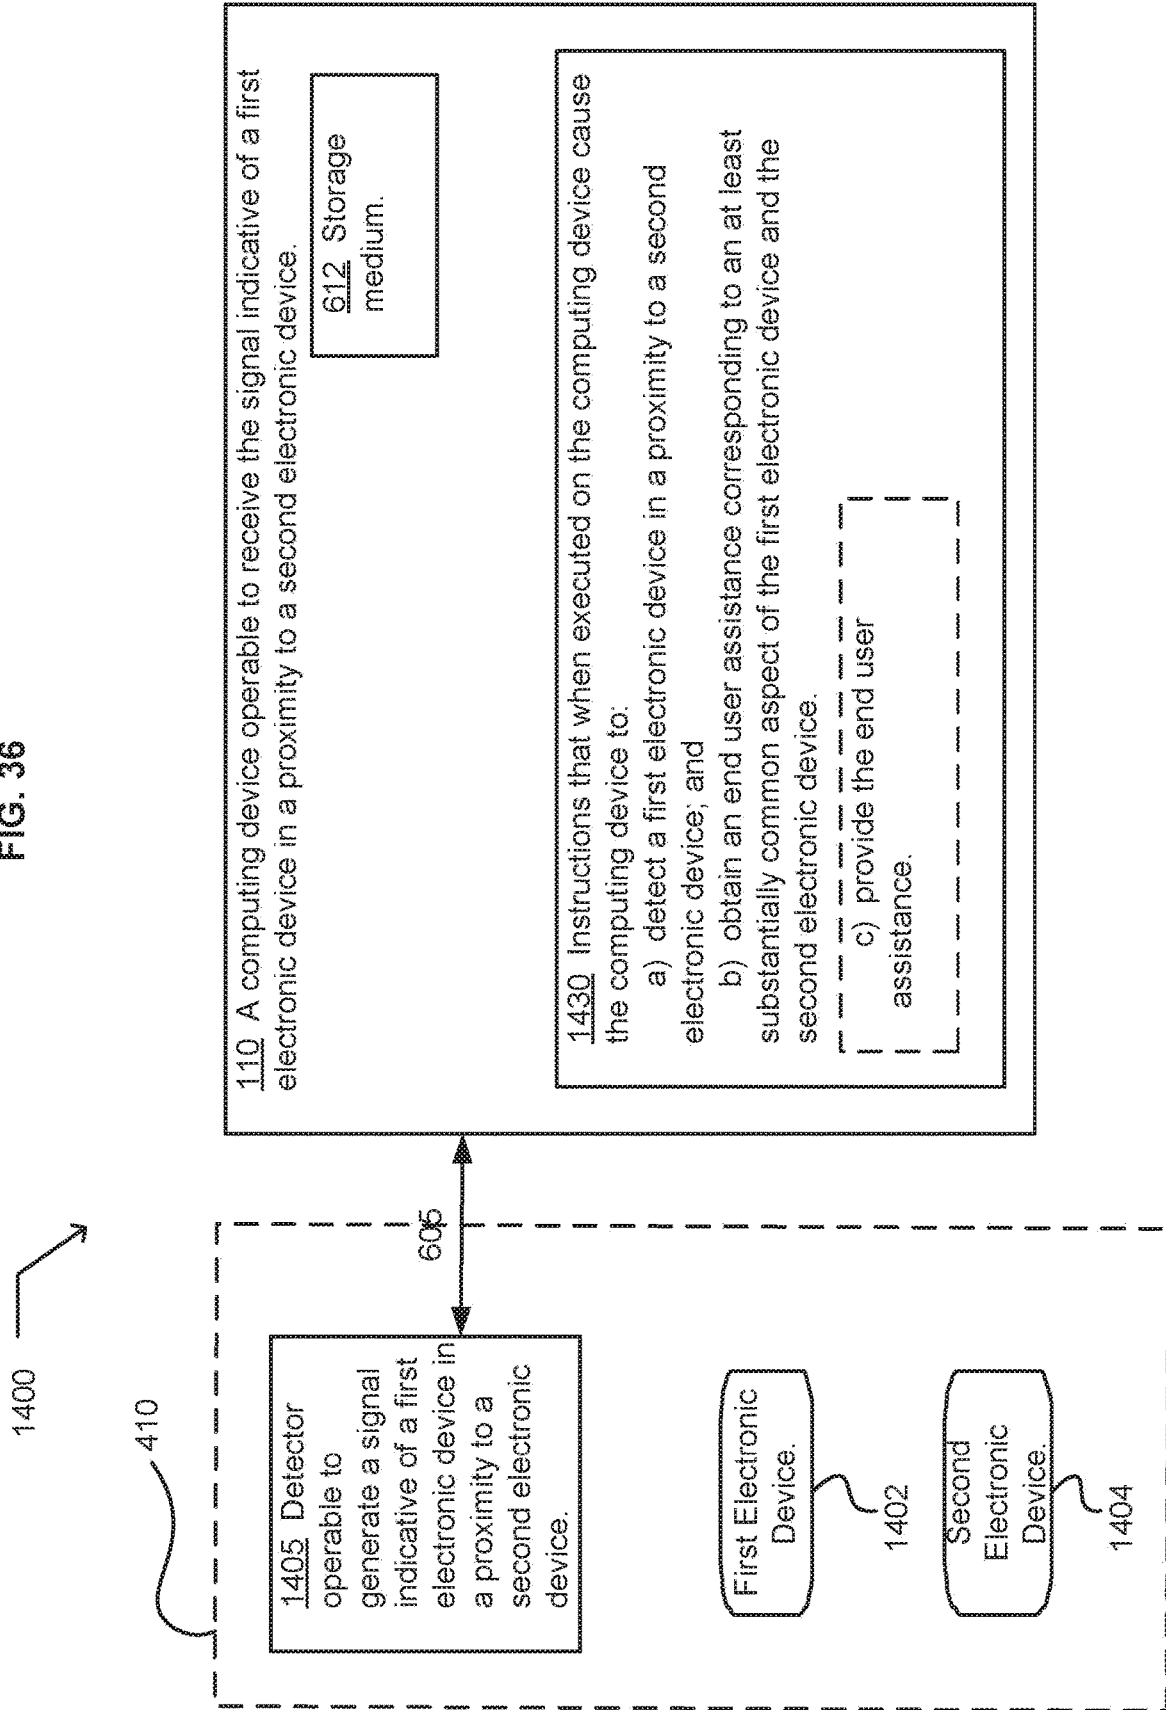 FIG. 36
1400
410
1405 Detector
operable to
generate a signal
indicative of a first
electronic device in
a proximity to a
second electronic
device.
First Electronic
Device.
1402
Second
Electronic
Device.
1404
605
110 A computing device operable to receive the signal indicative of a first
electronic device in a proximity to a second electronic device.
612 Storage
medium.
1430 Instructions that when executed on the computing device cause
the computing device to:
a) detect a first electronic device in a proximity to a second
electronic device; and
b) obtain an end user assistance corresponding to an at least
substantially common aspect of the first electronic device and the
second electronic device.
c) provide the end user
assistance.